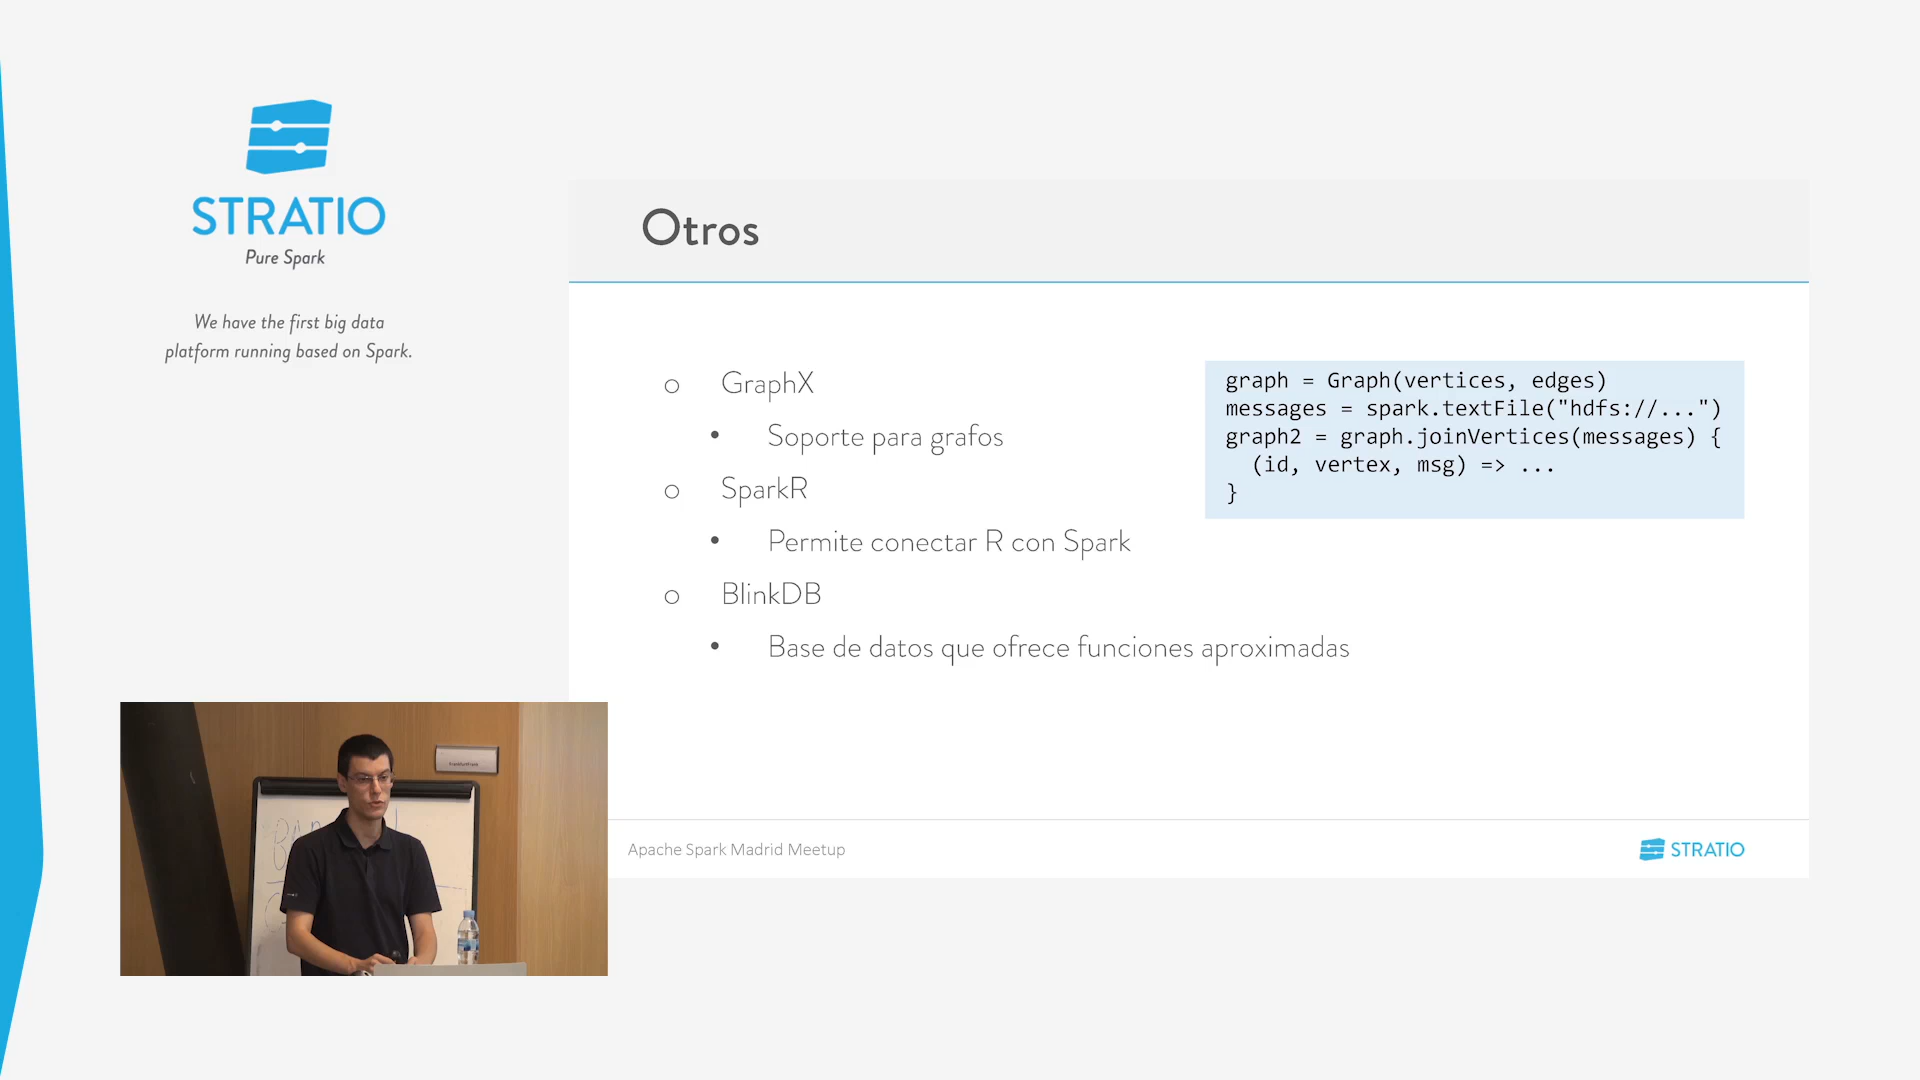 STRATIO
Pure Spark
We have the first big data
platform running based on Spark.
Otros
GraphX
Soporte para grafos
SparkR
Permite conectar R con Spark
BlinkDB
Base de datos que ofrece funciones aproximadas
graph = Graph(vertices, edges)
messages = spark.textFile("hdfs://...")
graph2 = graph.joinVertices(messages) {
(id, vertex, msg) => ...
}
Apache Spark Madrid Meetup
STRATIO